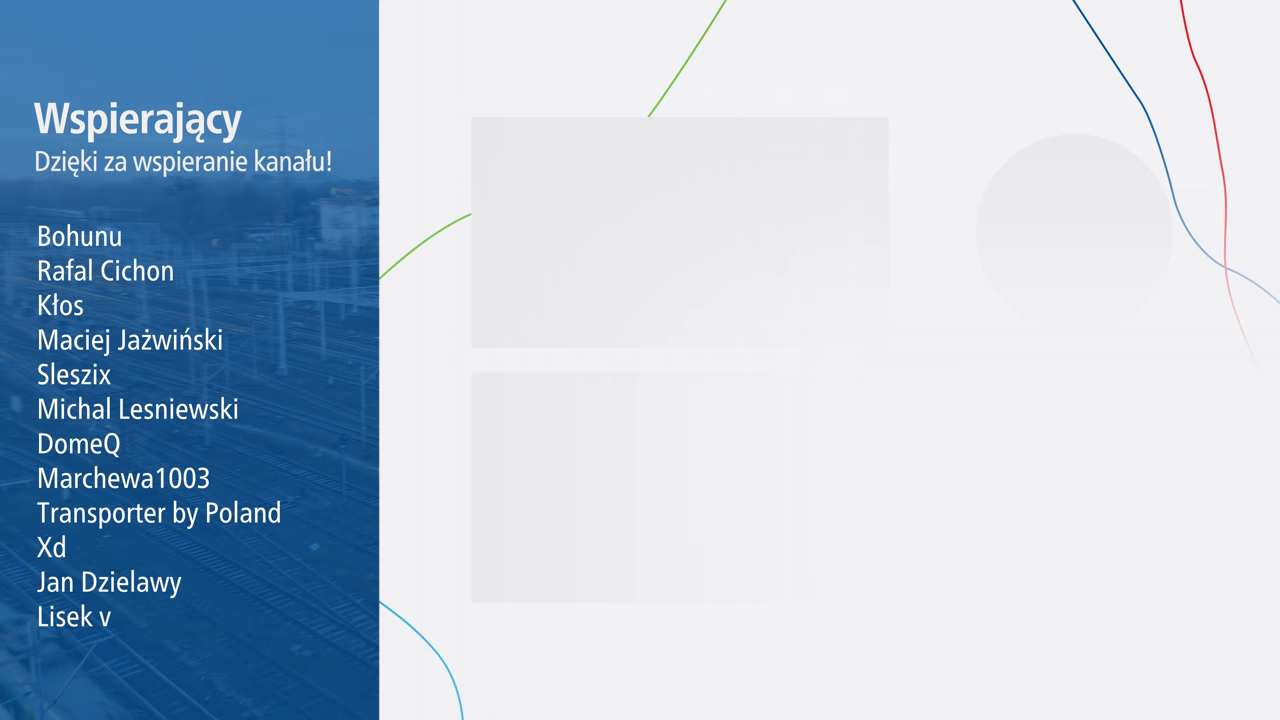 Wspierający
Dzięki za wspieranie kanału!
Bohunu
Rafal Cichon
Kłos
Maciej Jażwiński
Sleszix
Michal Lesniewski
DomeQ
Marchewa1003
Transporter by Poland
Xd
Jan Dzielawy
Lisek v